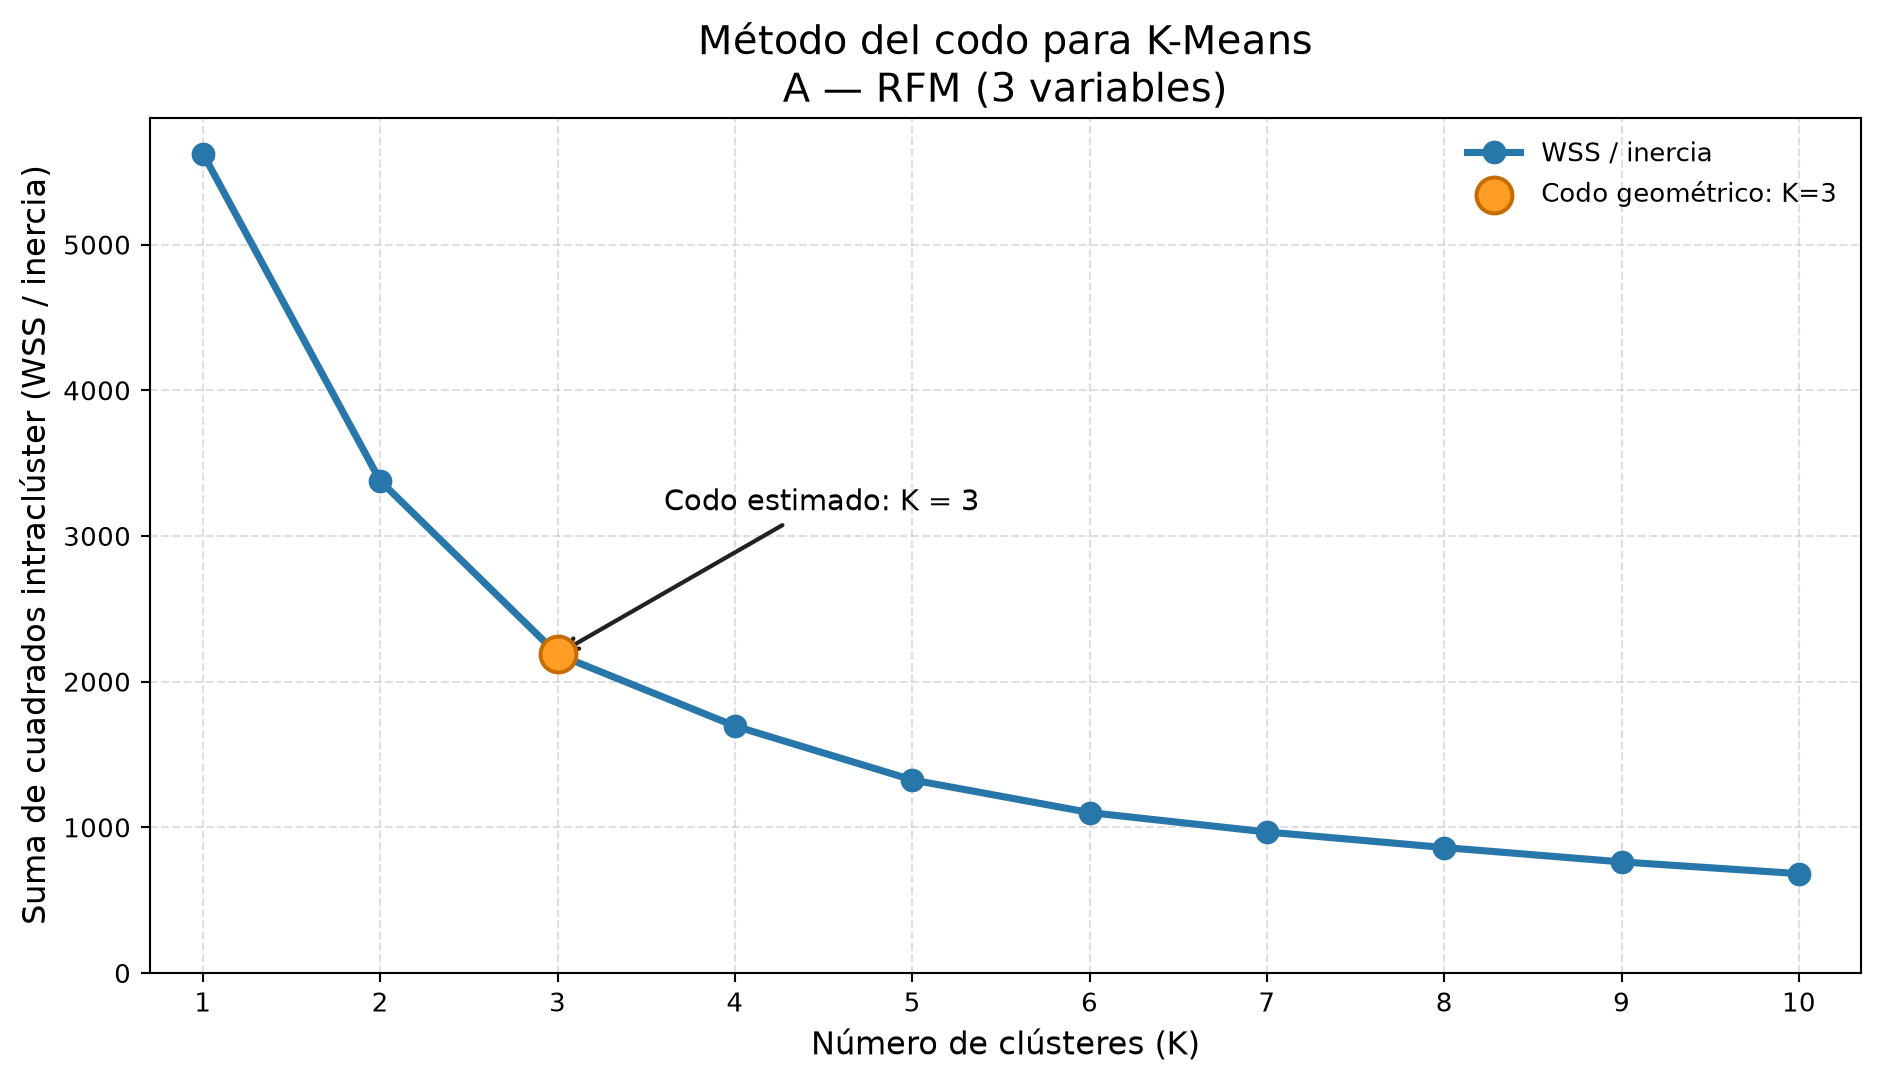 Método del codo para K-Means
A — RFM (3 variables)
WSS / inercia
Codo geométrico: K=3
Codo estimado: K = 3
Suma de cuadrados intraclúster (WSS / inercia)
5000
4000
3000
2000
1000
0
1 2 3 4 5 6 7 8 9 10
Número de clústeres (K)